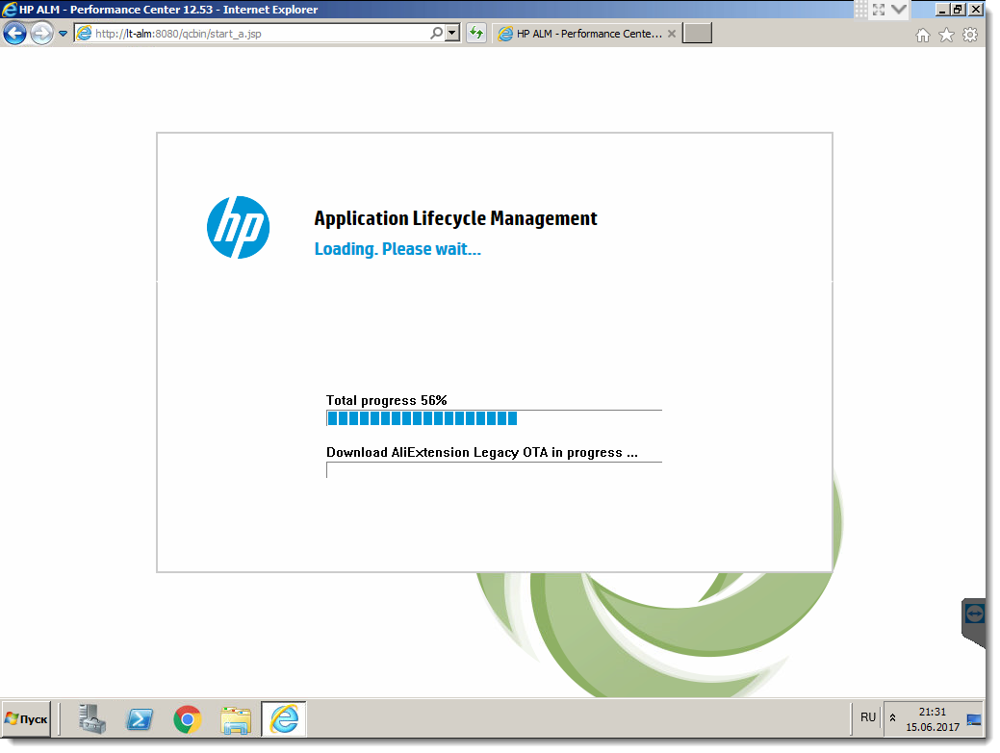 HP ALM - Performance Center 12.53 - Internet Explorer
http://lt-alm:8080/qcbin/start_a.jsp
HP ALM - Performance Cente...
hp
Application Lifecycle Management
Loading. Please wait...
Total progress 56%
Download AliExtension Legacy OTA in progress ...
Пуск
RU
21:31
15.06.2017